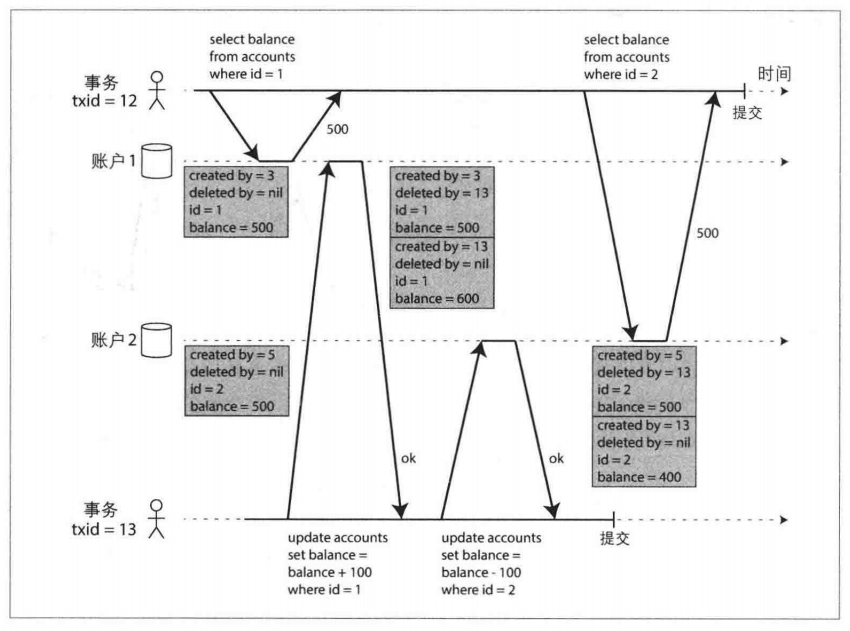 select balance
from accounts
where id = 1
select balance
from accounts
where id = 2
时间
事务
txid = 12
提交
500
账户1
created by = 3
deleted by = nil
id = 1
balance = 500
created by = 3
deleted by = 13
id = 1
balance = 500
created by = 13
deleted by = nil
id = 1
balance = 600
500
账户2
created by = 5
deleted by = nil
id = 2
balance = 500
created by = 5
deleted by = 13
id = 2
balance = 500
created by = 13
deleted by = nil
id = 2
balance = 400
ok
ok
事务
txid = 13
提交
update accounts
set balance =
balance + 100
where id = 1
update accounts
set balance =
balance - 100
where id = 2